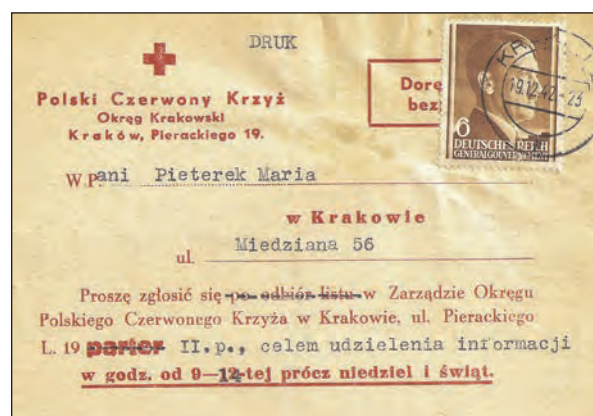 DRUK
Polski Czerwony Krzyż
Okręg Krakowski
Kraków, Pierackiego 19.
Dorę
bez
19.12.42-23
6
DEUTSCHES REICH
GENERALGOUVERNEMENT
W Pani Pieterek Maria
w Krakowie
ul. Miedziana 56
Proszę zgłosić się po odbiór listu w Zarządzie Okręgu
Polskiego Czerwonego Krzyża w Krakowie, ul. Pierackiego
L. 19 parter II.p., celem udzielenia informacji
w godz. od 9—12-tej prócz niedziel i świąt.